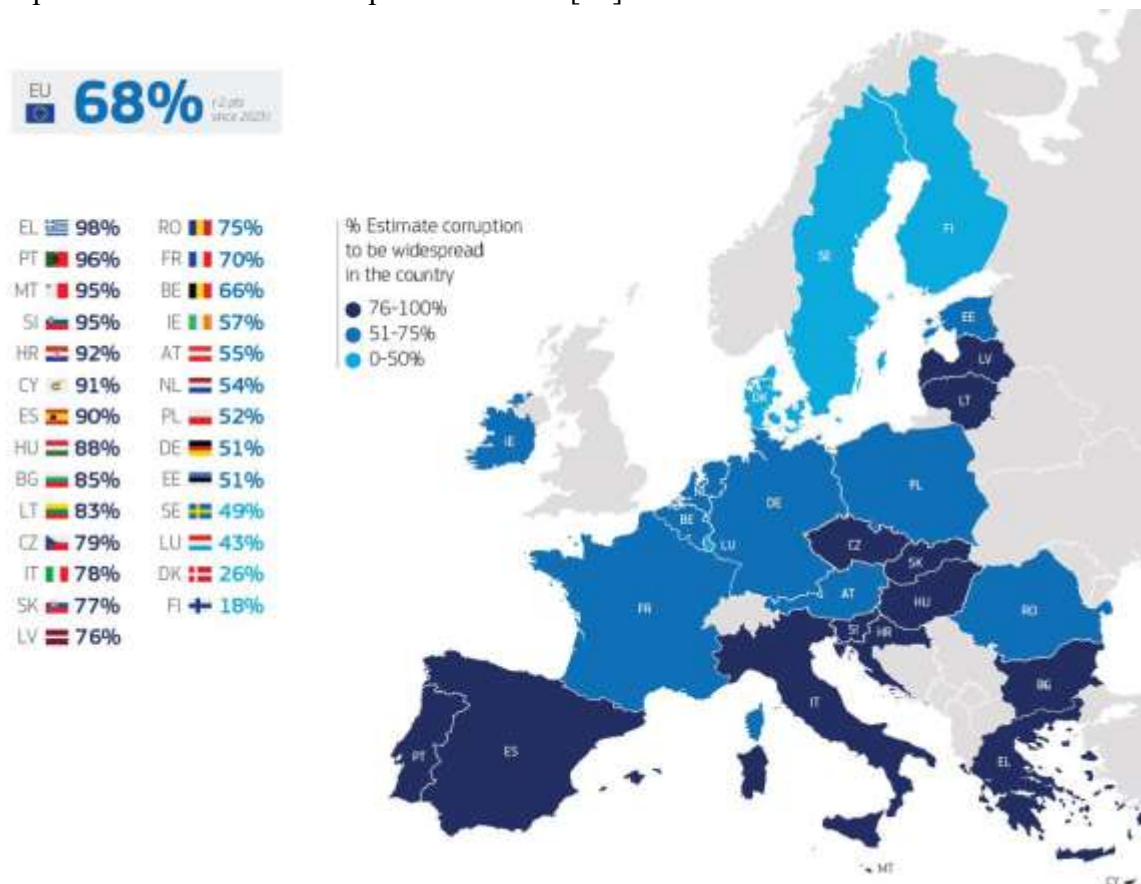 EU
68%
since 2023)
EL 98%
PT 96%
MT 95%
SI 95%
HR 92%
CY 91%
ES 90%
HU 88%
BG 85%
LT 83%
CZ 79%
IT 78%
SK 77%
LV 76%
RO 75%
FR 70%
BE 66%
IE 57%
AT 55%
NL 54%
PL 52%
DE 51%
EE 51%
SE 49%
LU 43%
DK 26%
FI 18%
% Estimate corruption
to be widespread
in the country
76-100%
51-75%
0-50%
FI
SE
EE
LV
LT
DK
IE
NL
PL
DE
BE
LU
CZ
SK
FR
AT
HU
RO
SI
HR
BG
IT
PT
ES
EL
MT
CY